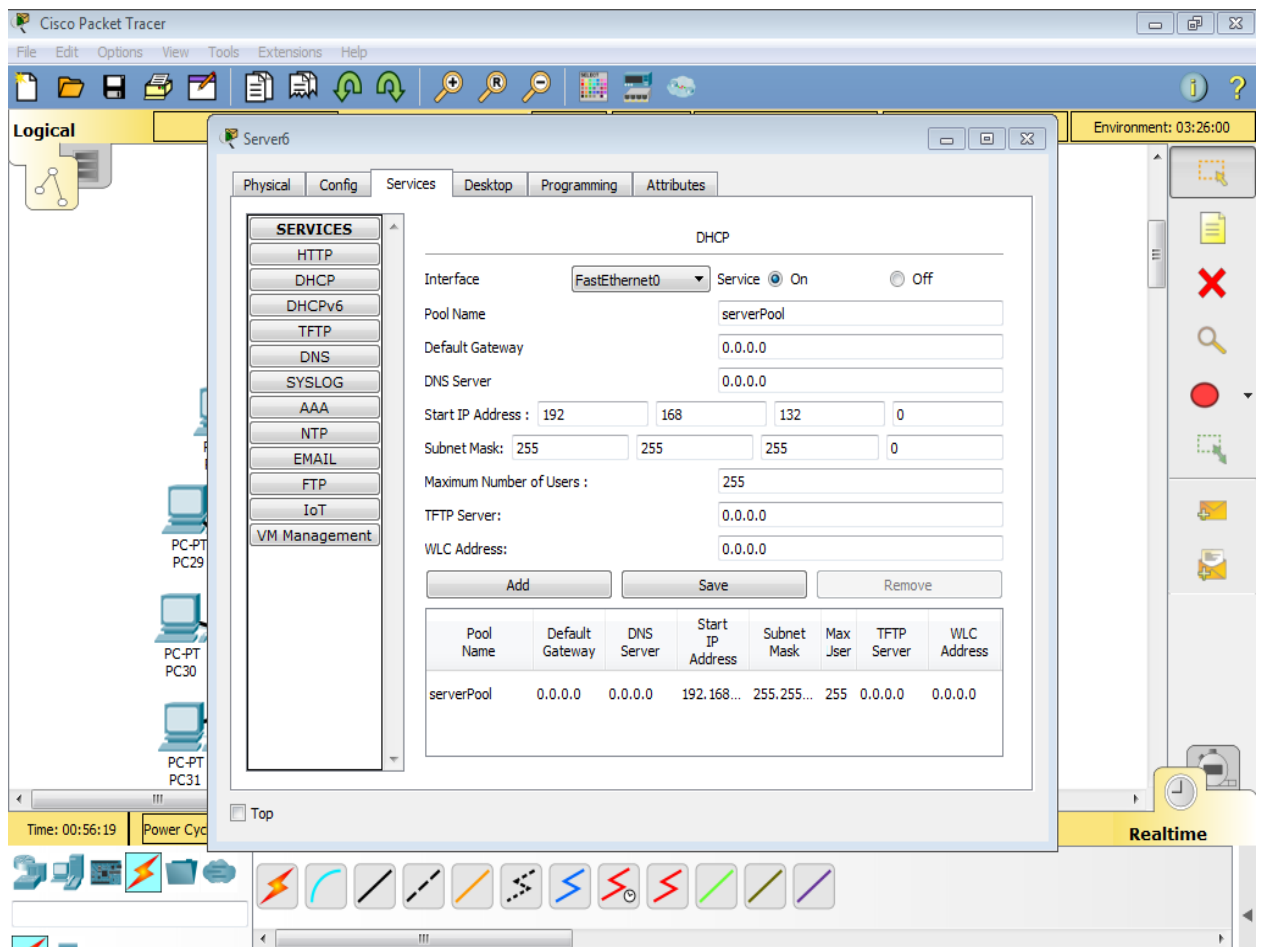 Cisco Packet Tracer
File Edit Options View Tools Extensions Help
Logical
Environment: 03:26:00
Server6
Physical Config Services Desktop Programming Attributes
SERVICES
HTTP
DHCP
DHCPv6
TFTP
DNS
SYSLOG
AAA
NTP
EMAIL
FTP
IoT
VM Management
DHCP
Interface FastEthernet0 Service On Off
Pool Name serverPool
Default Gateway 0.0.0.0
DNS Server 0.0.0.0
Start IP Address : 192 168 132 0
Subnet Mask: 255 255 255 0
Maximum Number of Users : 255
TFTP Server: 0.0.0.0
WLC Address: 0.0.0.0
Add Save Remove
Pool Name Default Gateway DNS Server Start IP Address Subnet Mask Max Jser TFTP Server WLC Address
serverPool 0.0.0.0 0.0.0.0 192.168... 255.255... 255 0.0.0.0 0.0.0.0
PC-PT
PC29
PC-PT
PC30
PC-PT
PC31
Top
Time: 00:56:19 Power Cyc
Realtime